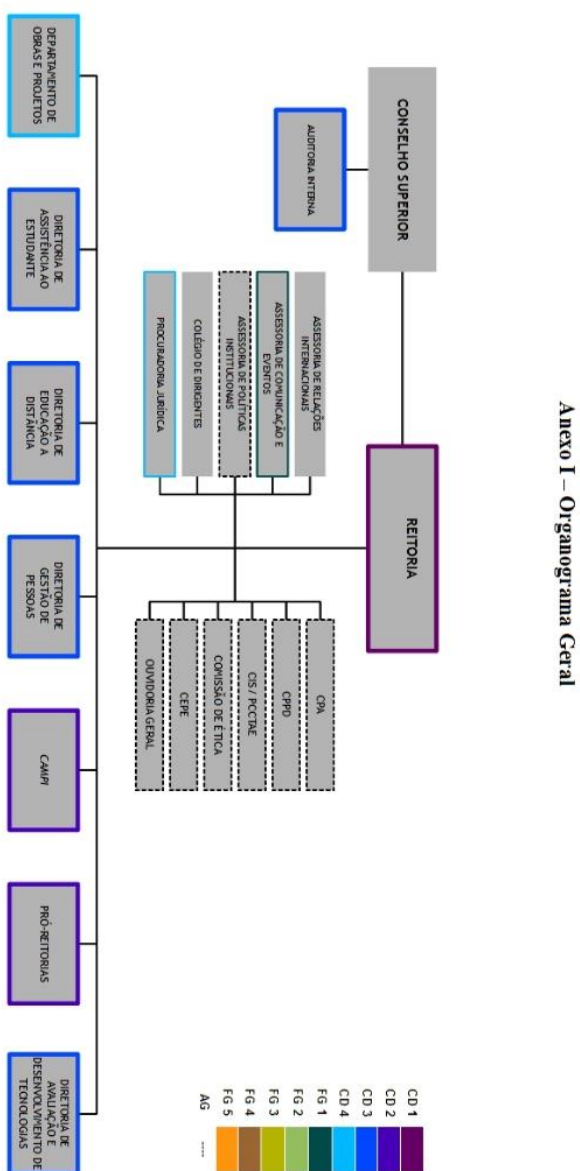 Anexo I – Organograma Geral
CONSELHO SUPERIOR
REITORIA
AUDITORIA INTERNA
ASSESSORIA DE RELAÇÕES
INTERNACIONAIS
ASSESSORIA DE COMUNICAÇÃO E
EVENTOS
ASSESSORIA DE POLÍTICAS
INSTITUCIONAIS
COLÉGIO DE DIRIGENTES
PROCURADORIA JURÍDICA
CPA
CPPD
CIS / PCCTAE
COMISSÃO DE ÉTICA
CEPE
OUVIDORIA GERAL
DEPARTAMENTO DE
OBRAS E PROJETOS
DIRETORIA DE
ASSISTÊNCIA AO
ESTUDANTE
DIRETORIA DE
EDUCAÇÃO A
DISTÂNCIA
DIRETORIA DE
GESTÃO DE
PESSOAS
CAMPI
PRÓ-REITORIAS
DIRETORIA DE
AVALIAÇÃO E
DESENVOLVIMENTO DE
TECNOLOGIAS
CD 1
CD 2
CD 3
CD 4
FG 1
FG 2
FG 3
FG 4
FG 5
AG ----